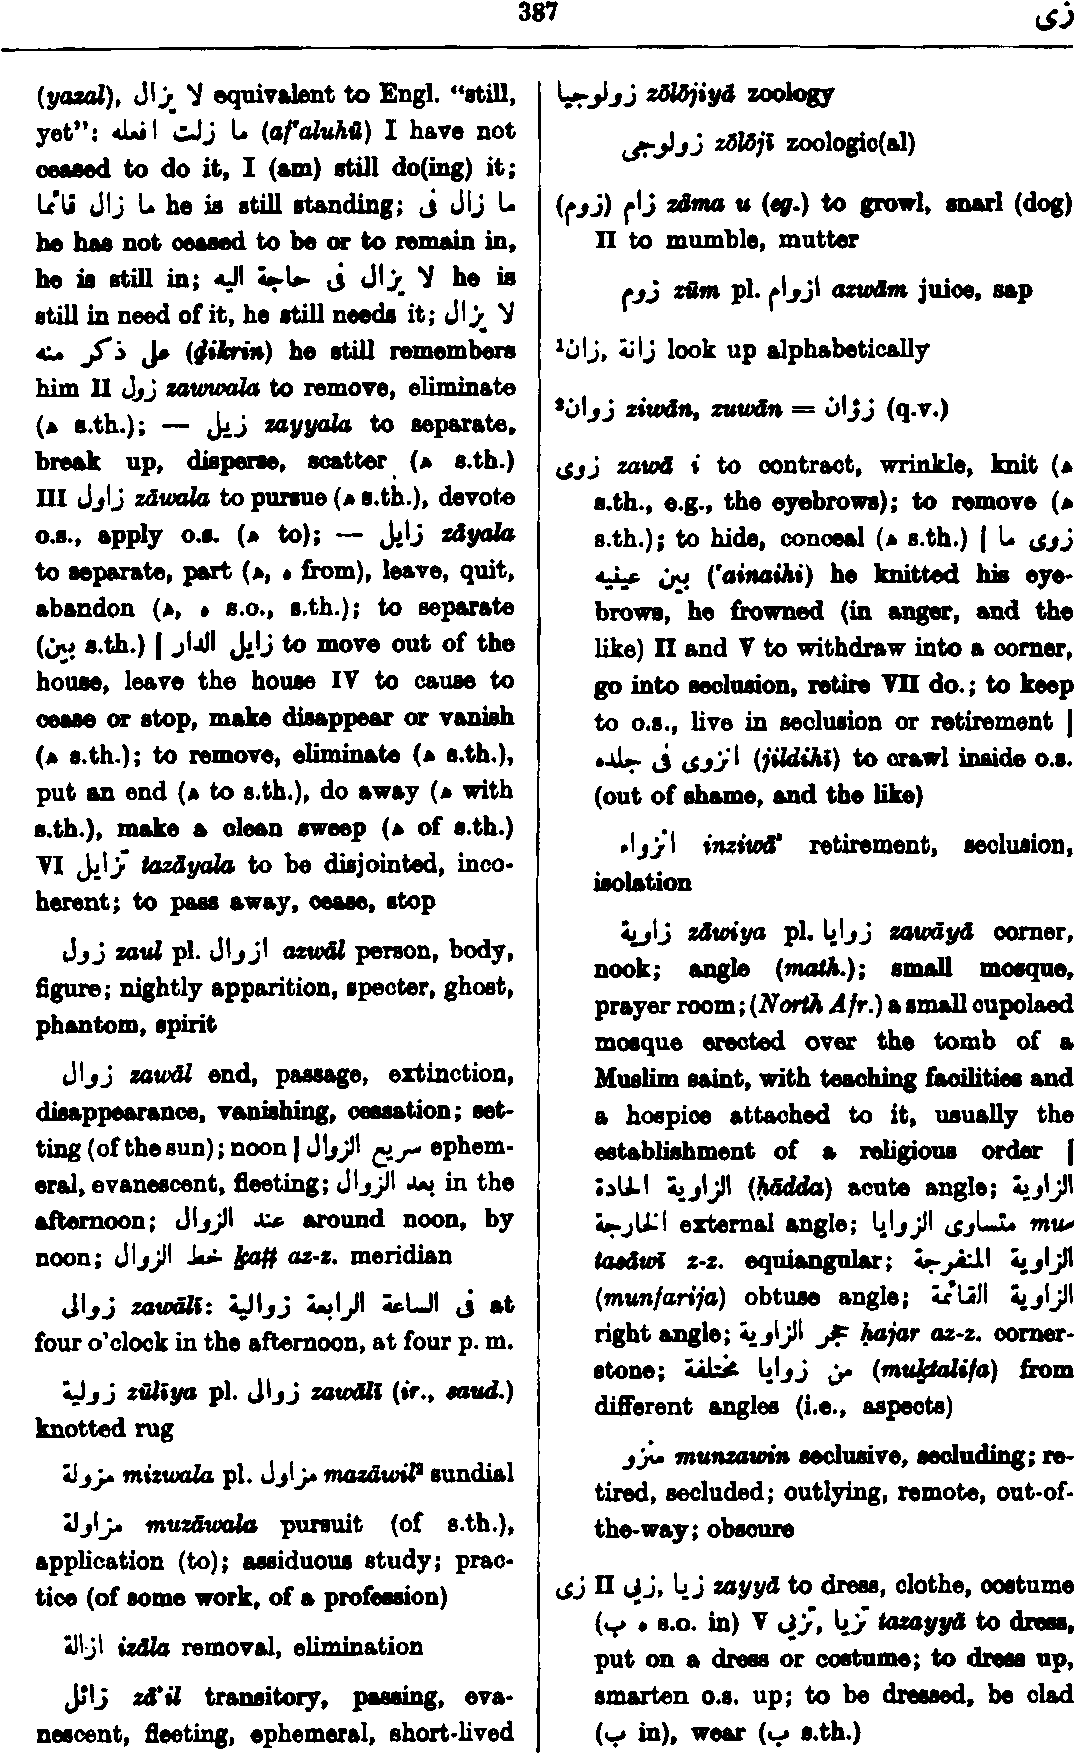 387
زى
(yazal), لا يزال equivalent to Engl. “still,
yet”: ما زلت افعله (af‘aluhū) I have not
ceased to do it, I (am) still do(ing) it;
ما زال قائما he is still standing; ما زال فى
he has not ceased to be or to remain in,
he is still in; لا يزال فى حاجة اليه he is
still in need of it, he still needs it; لا يزال
على ذكر منه (ḏikrin) he still remembers
him II زول zawwala to remove, eliminate
(ه s.th.); — زيل zayyala to separate,
break up, disperse, scatter (ه s.th.)
III زاول zāwala to pursue (ه s.th.), devote
o.s., apply o.s. (ه to); — زايل zāyala
to separate, part (ه, ه from), leave, quit,
abandon (ه, ه s.o., s.th.); to separate
(بين s.th.) | زايل الدار to move out of the
house, leave the house IV to cause to
cease or stop, make disappear or vanish
(ه s.th.); to remove, eliminate (ه s.th.),
put an end (ه to s.th.), do away (ه with
s.th.), make a clean sweep (ه of s.th.)
VI تزايل tazāyala to be disjointed, inco-
herent; to pass away, cease, stop
زول zaul pl. ازوال azwāl person, body,
figure; nightly apparition, specter, ghost,
phantom, spirit
زوال zawāl end, passage, extinction,
disappearance, vanishing, cessation; set-
ting (of the sun); noon | سريع الزوال ephem-
eral, evanescent, fleeting; بعد الزوال in the
afternoon; عند الزوال around noon, by
noon; خط الزوال ḵaṭṭ az-z. meridian
زوالى zawālī: فى الساعة الرابعة زوالية at
four o’clock in the afternoon, at four p. m.
زولية zūlīya pl. زوالى zawālī (ir., saud.)
knotted rug
مزولة mizwala pl. مزاول mazāwil² sundial
مزاولة muzāwala pursuit (of s.th.),
application (to); assiduous study; prac-
tice (of some work, of a profession)
ازالة izāla removal, elimination
زائل zā’il transitory, passing, eva-
nescent, fleeting, ephemeral, short-lived
زولوجيا zōlōjiyā zoology
زولوجى zōlōjī zoologic(al)
(زوم) زام zāma u (eg.) to growl, snarl (dog)
II to mumble, mutter
زوم zūm pl. ازوام azwām juice, sap
¹زان, زانة look up alphabetically
²زوان ziwān, zuwān = زؤان (q.v.)
زوى zawā i to contract, wrinkle, knit (ه
s.th., e.g., the eyebrows); to remove (ه
s.th.); to hide, conceal (ه s.th.) | زوى ما
بين عينيه (‘ainaihi) he knitted his eye-
brows, he frowned (in anger, and the
like) II and V to withdraw into a corner,
go into seclusion, retire VII do.; to keep
to o.s., live in seclusion or retirement |
انزوى فى جلده (jildihi) to crawl inside o.s.
(out of shame, and the like)
انزواء inziwā’ retirement, seclusion,
isolation
زاوية zāwiya pl. زوايا zawāyā corner,
nook; angle (math.); small mosque,
prayer room; (North Afr.) a small cupolaed
mosque erected over the tomb of a
Muslim saint, with teaching facilities and
a hospice attached to it, usually the
establishment of a religious order |
الزاوية الحادة (ḥādda) acute angle; الزاوية
الخارجة external angle; متساوى الزوايا mu-
tasāwī z-z. equiangular; الزاوية المنفرجة
(munfarija) obtuse angle; الزاوية القائمة
right angle; حجر الزاوية ḥajar az-z. corner-
stone; من زوايا مختلفة (muḵtalifa) from
different angles (i.e., aspects)
منزو munzawin seclusive, secluding; re-
tired, secluded; outlying, remote, out-of-
the-way; obscure
زى II زيا, زيى zayyā to dress, clothe, costume
(ه ب s.o. in) V تزيا, تزيى tazayyā to dress,
put on a dress or costume; to dress up,
smarten o.s. up; to be dressed, be clad
(ب in), wear (ب s.th.)